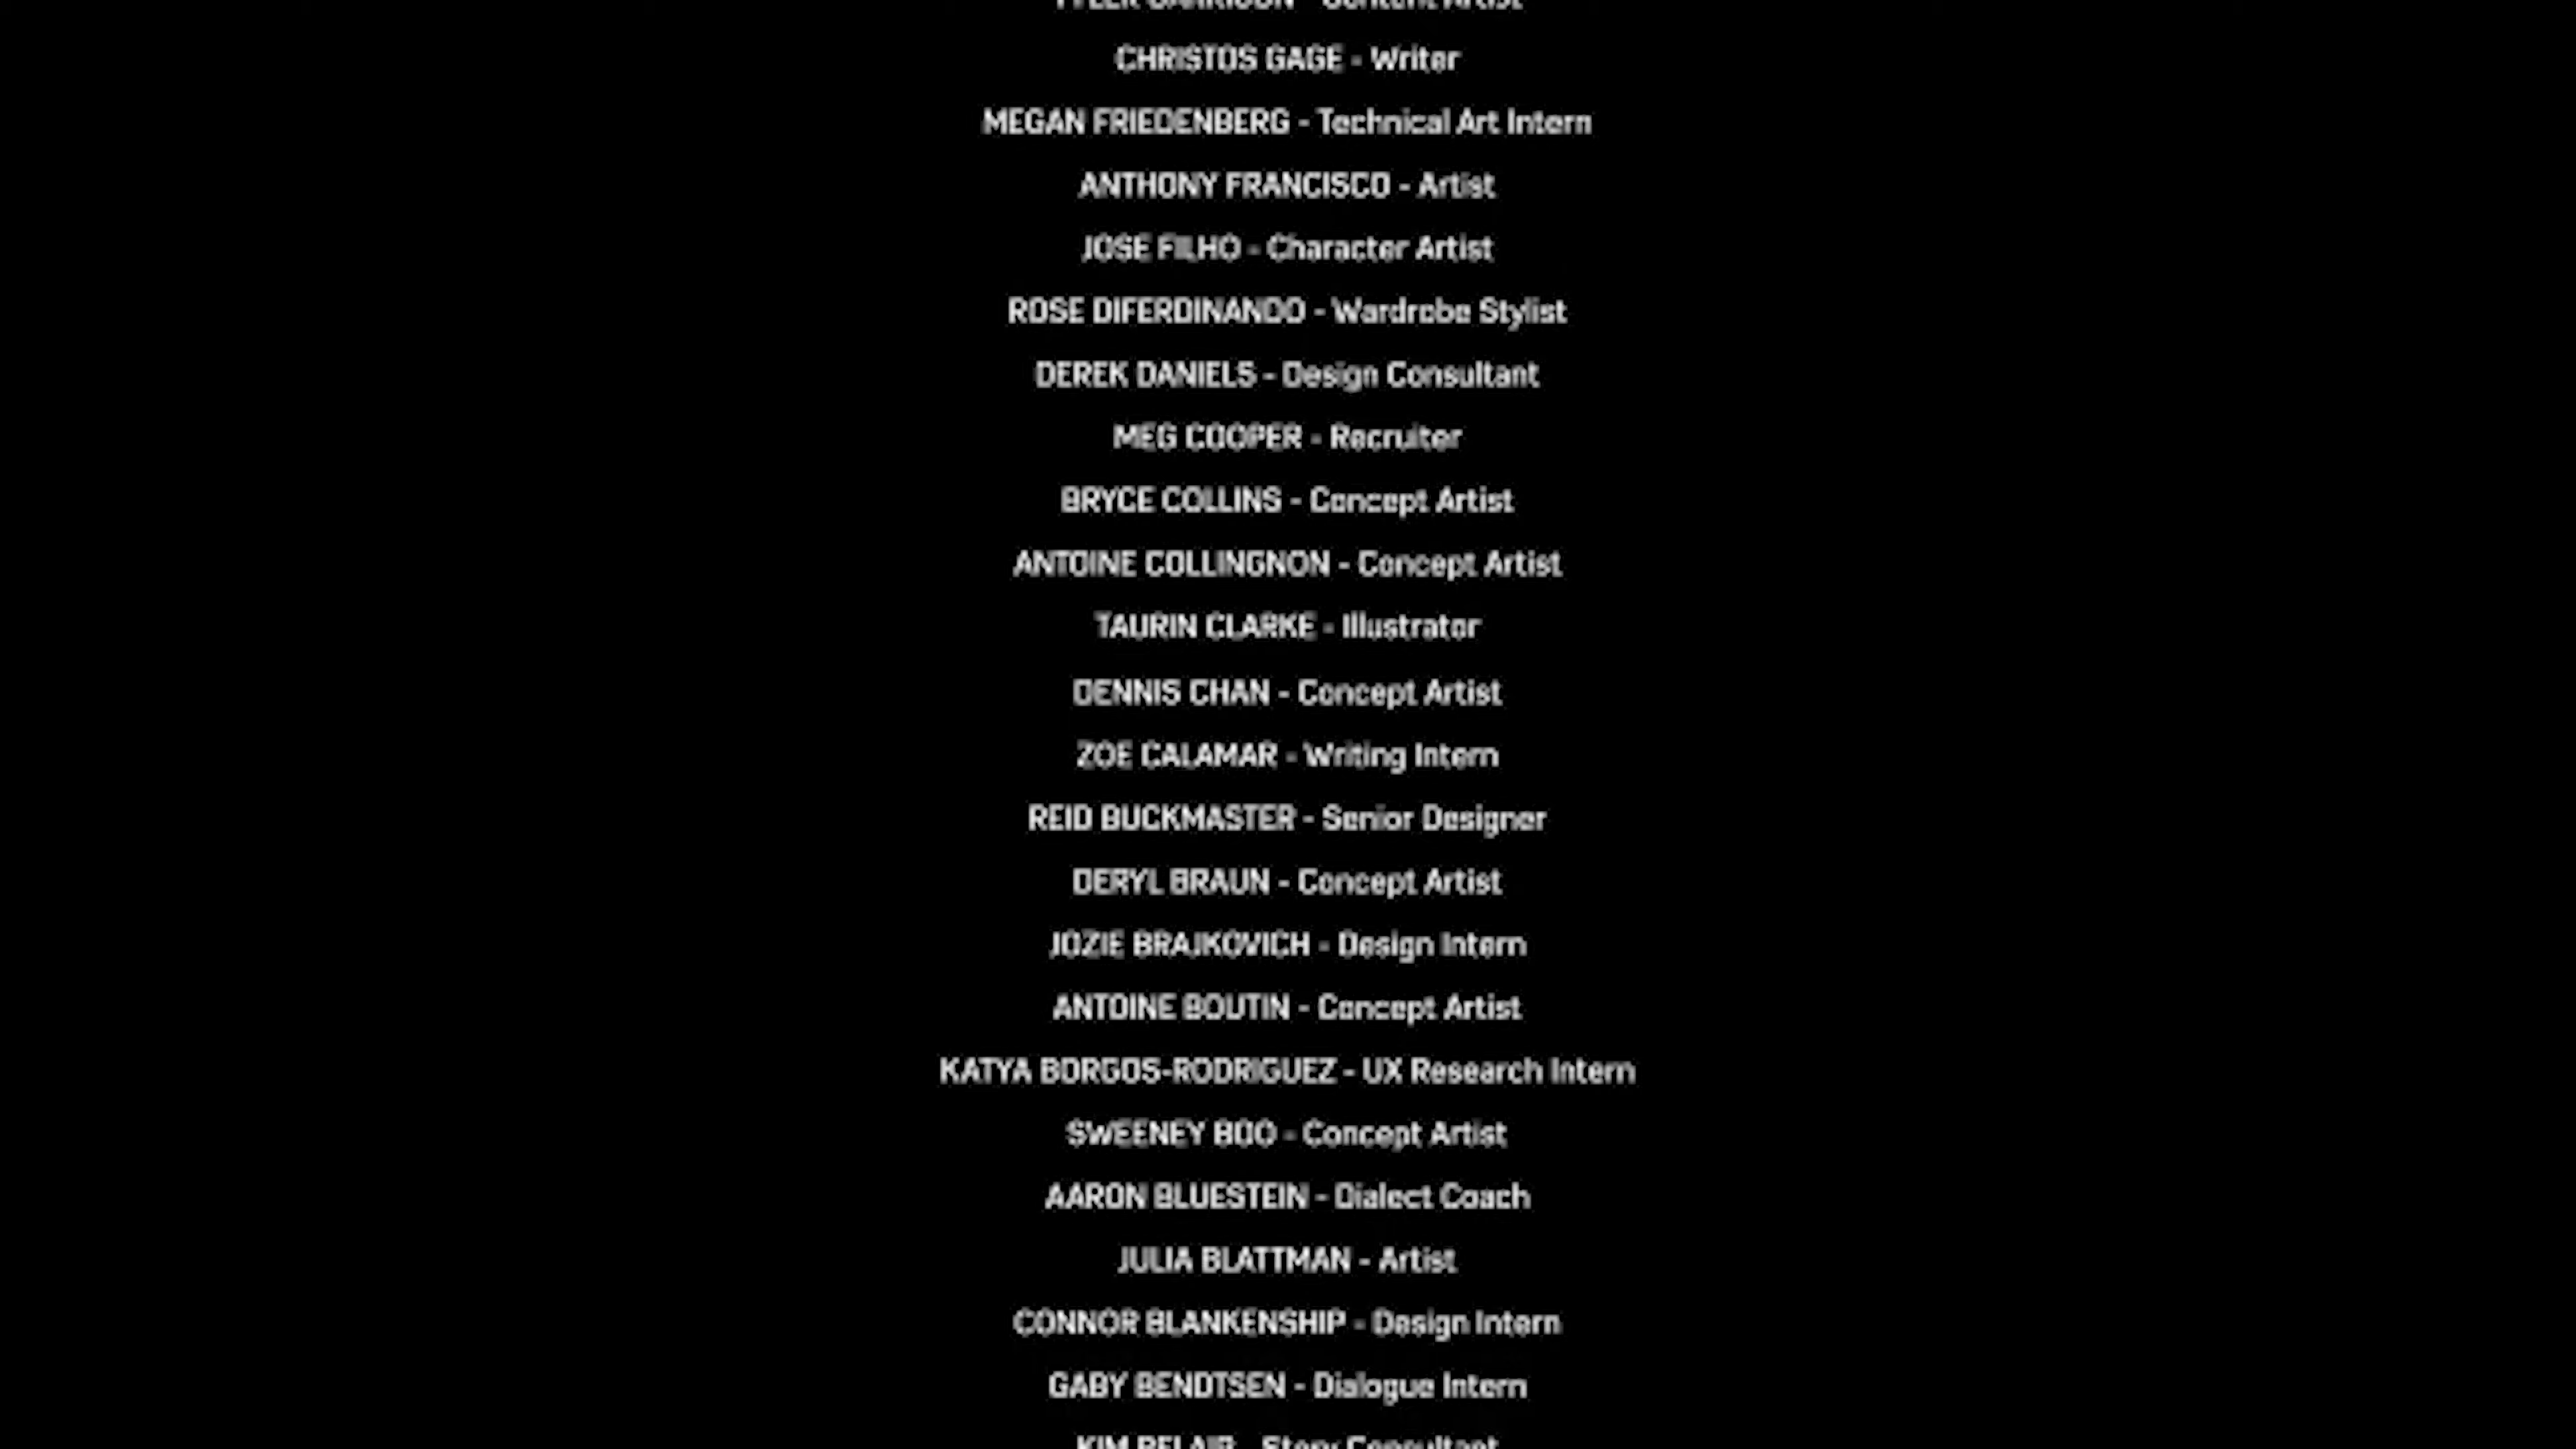 CHRISTOS GAGE - Writer
MEGAN FRIEDENBERG - Technical Art Intern
ANTHONY FRANCISCO - Artist
JOSE FILHO - Character Artist
ROSE DIFERDINANDO - Wardrobe Stylist
DEREK DANIELS - Design Consultant
MEG COOPER - Recruiter
BRYCE COLLINS - Concept Artist
ANTOINE COLLINGNON - Concept Artist
TAURIN CLARKE - Illustrator
DENNIS CHAN - Concept Artist
ZOE CALAMAR - Writing Intern
REID BUCKMASTER - Senior Designer
DERYL BRAUN - Concept Artist
JOZIE BRAJKOVICH - Design Intern
ANTOINE BOUTIN - Concept Artist
KATYA BORGOS-RODRIGUEZ - UX Research Intern
SWEENEY BOO - Concept Artist
AARON BLUESTEIN - Dialect Coach
JULIA BLATTMAN - Artist
CONNOR BLANKENSHIP - Design Intern
GABY BENDTSEN - Dialogue Intern
KIM BELAIR - Story Consultant